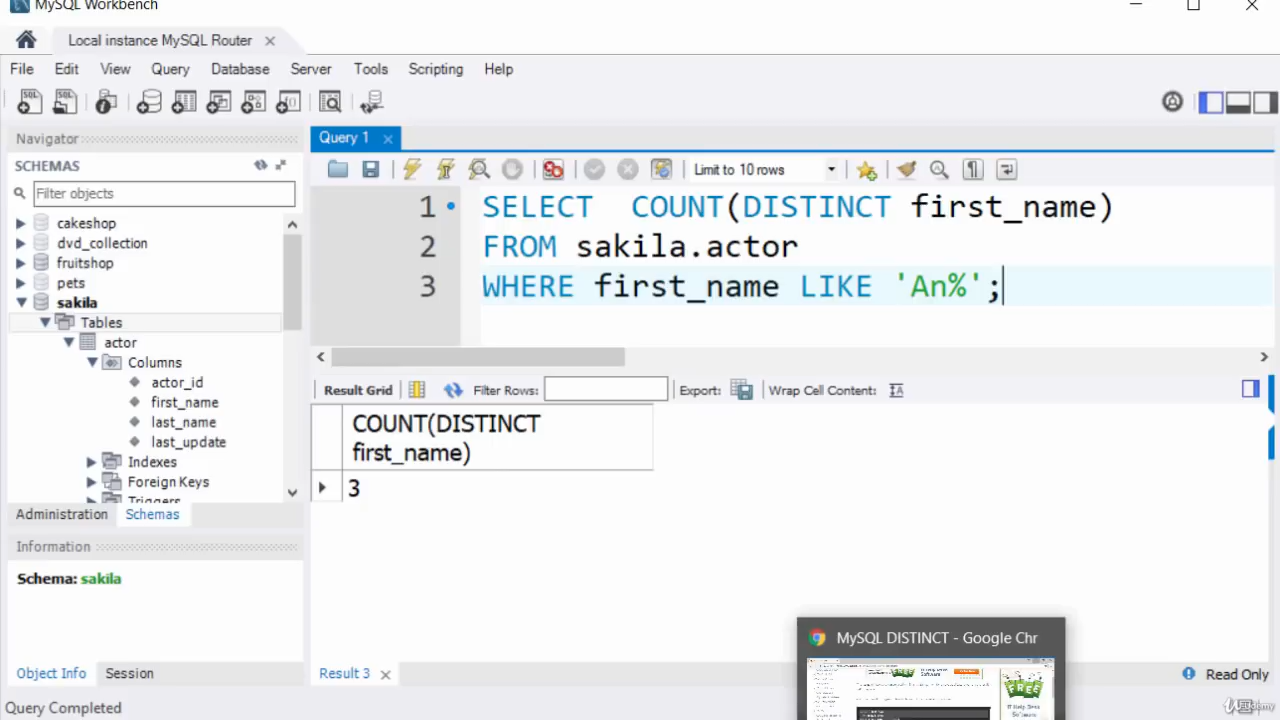 MySQL Workbench
Local instance MySQL Router
File Edit View Query Database Server Tools Scripting Help
Navigator
SCHEMAS
Filter objects
cakeshop
dvd_collection
fruitshop
pets
sakila
Tables
actor
Columns
actor_id
first_name
last_name
last_update
Indexes
Foreign Keys
Triggers
Administration Schemas
Information
Schema: sakila
Object Info Session
Query Completed
Query 1
Limit to 10 rows
1 SELECT  COUNT(DISTINCT first_name)
2 FROM sakila.actor
3 WHERE first_name LIKE 'An%';
Result Grid Filter Rows: Export: Wrap Cell Content:
COUNT(DISTINCT
first_name)
3
MySQL DISTINCT - Google Chr
FREE
Result 3
Read Only
Udemy